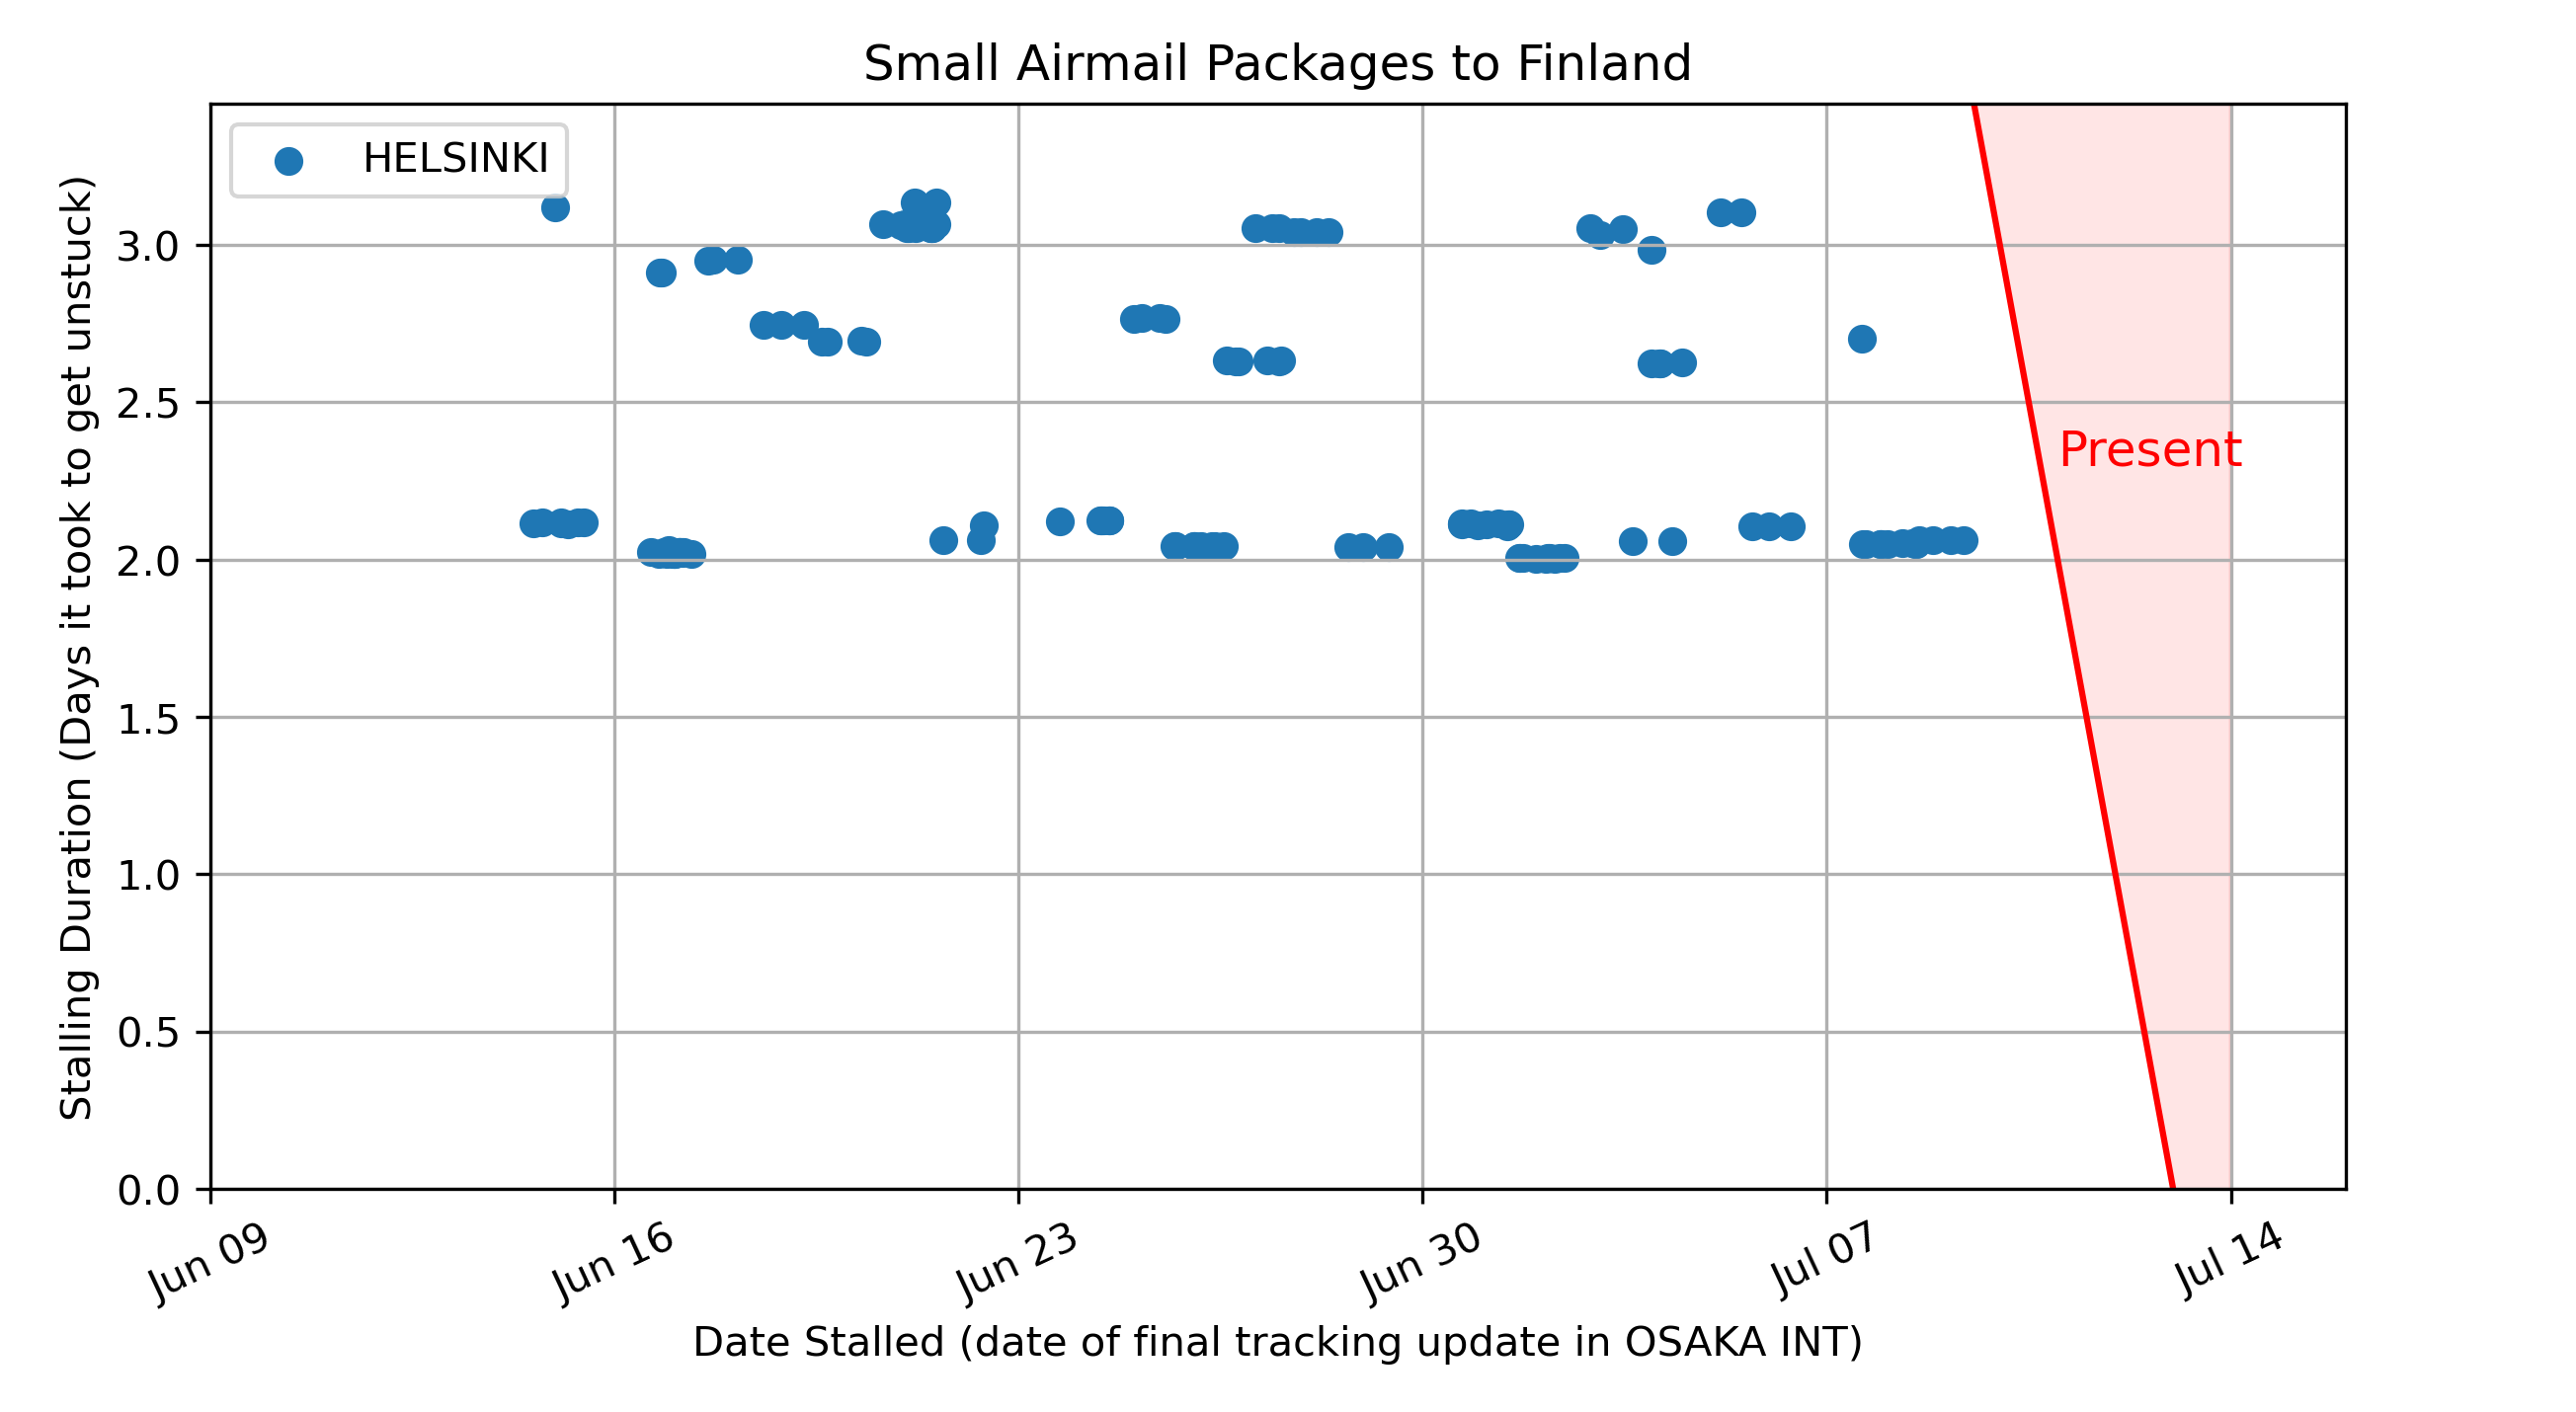 Small Airmail Packages to Finland
HELSINKI
Stalling Duration (Days it took to get unstuck)
3.0
2.5
2.0
1.5
1.0
0.5
0.0
Present
Jun 09
Jun 16
Jun 23
Jun 30
Jul 07
Jul 14
Date Stalled (date of final tracking update in OSAKA INT)